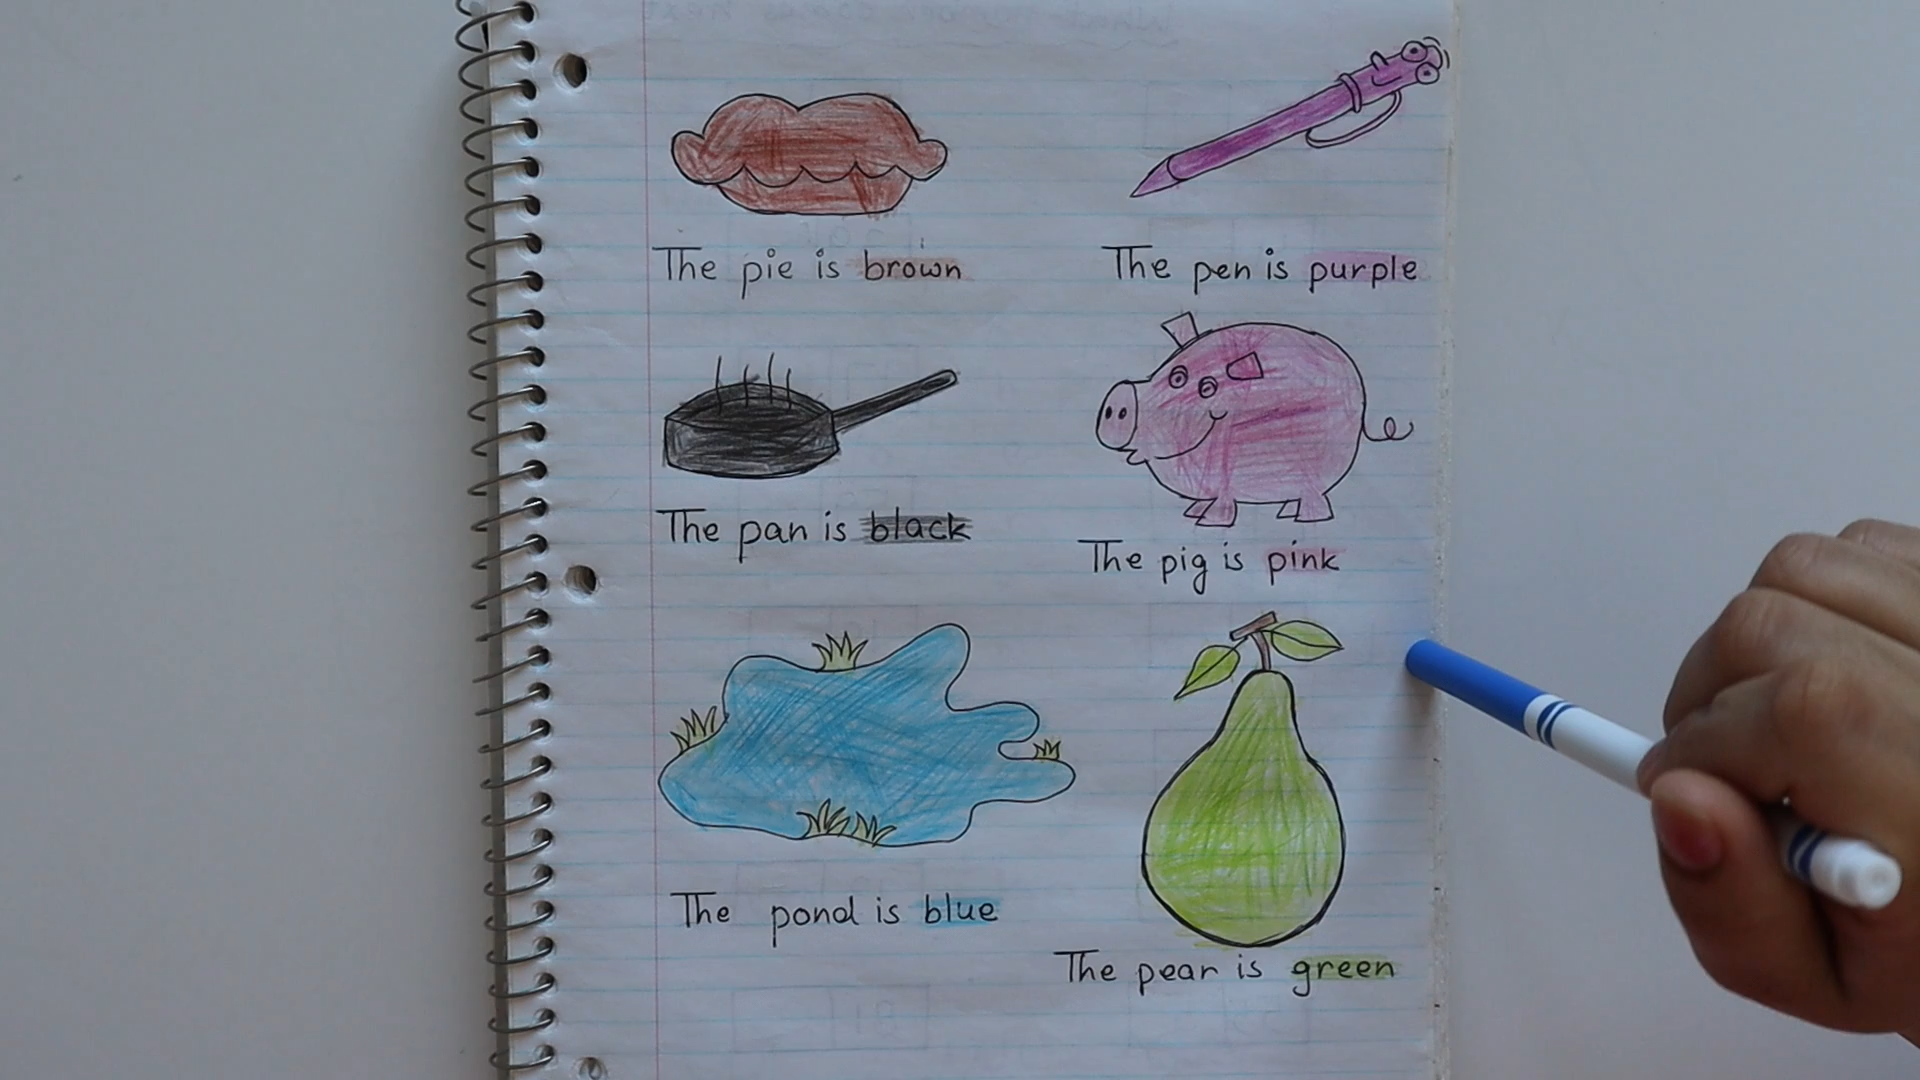 The pie is brown
The pen is purple
The pan is black
The pig is pink
The pond is blue
The pear is green